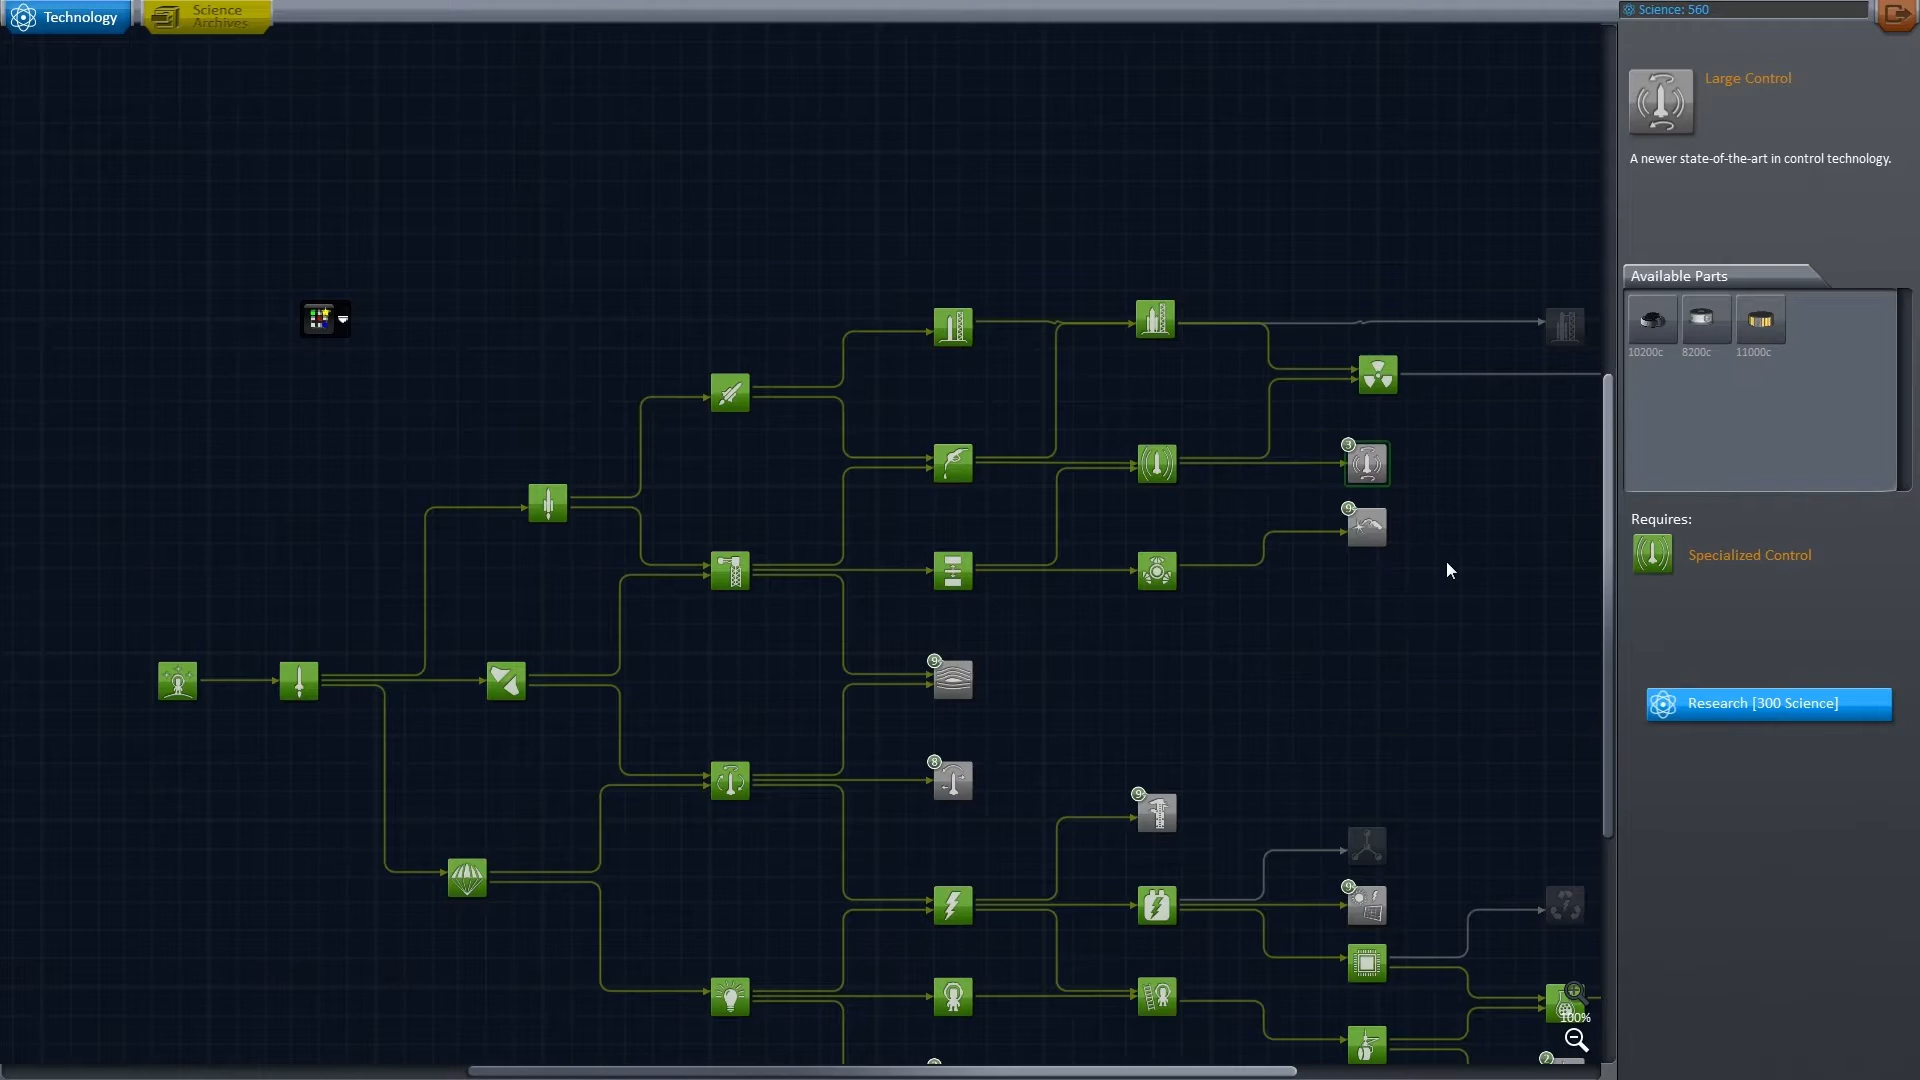 Technology
Science
Archives
Science: 560
Large Control
A newer state-of-the-art in control technology.
Available Parts
10200c
8200c
11000c
Requires:
Specialized Control
Research [300 Science]
3
9
9
8
9
9
100%
2